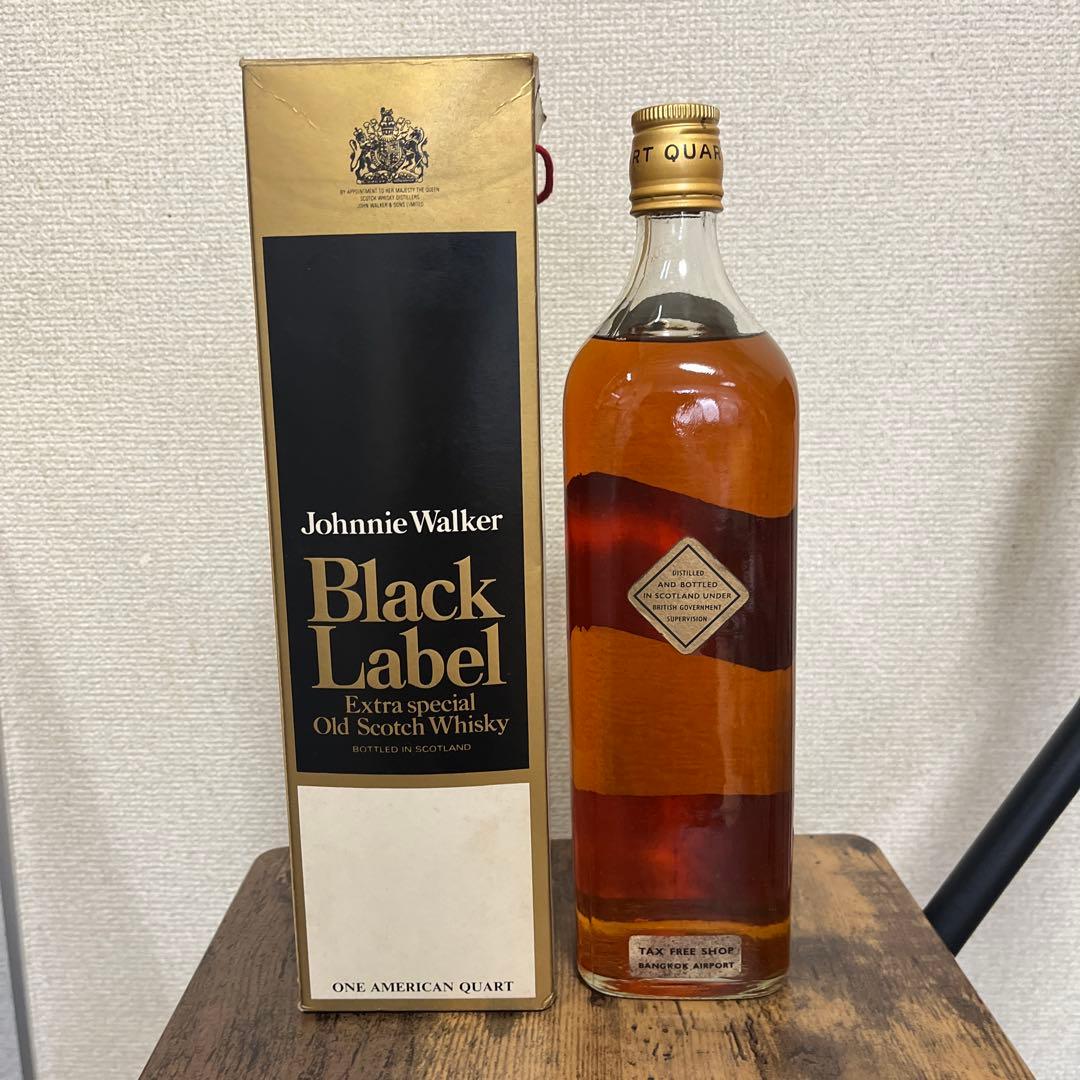 BY APPOINTMENT TO HER MAJESTY THE QUEEN
SCOTCH WHISKY DISTILLERS
JOHN WALKER & SONS LIMITED
Johnnie Walker
Black
Label
Extra special
Old Scotch Whisky
BOTTLED IN SCOTLAND
ONE AMERICAN QUART
RT QUAR
DISTILLED
AND BOTTLED
IN SCOTLAND UNDER
BRITISH GOVERNMENT
SUPERVISION
TAX FREE SHOP
BANGKOK AIRPORT